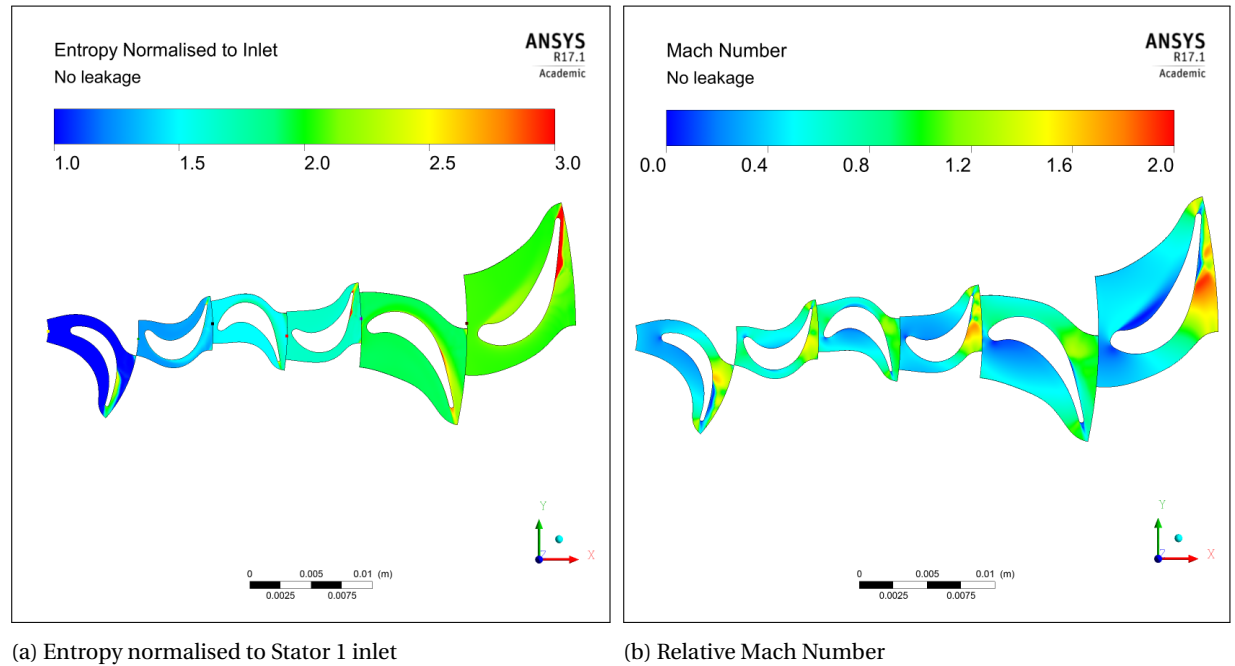 Entropy Normalised to Inlet
No leakage
ANSYS
R17.1
Academic
1.0 1.5 2.0 2.5 3.0
Y
X
Z
0 0.005 0.01 (m)
0.0025 0.0075
Mach Number
No leakage
ANSYS
R17.1
Academic
0.0 0.4 0.8 1.2 1.6 2.0
Y
X
Z
0 0.005 0.01 (m)
0.0025 0.0075
(a) Entropy normalised to Stator 1 inlet
(b) Relative Mach Number